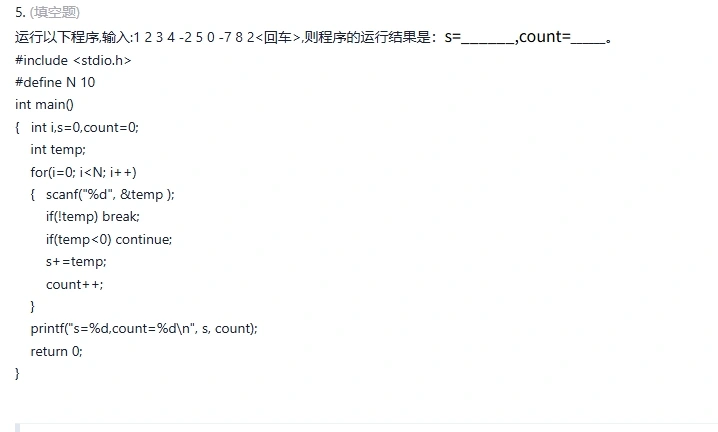 5. (填空题)
运行以下程序,输入:1 2 3 4 -2 5 0 -7 8 2<回车>,则程序的运行结果是：s=______,count=____。
#include <stdio.h>
#define N 10
int main()
{ int i,s=0,count=0;
int temp;
for(i=0; i<N; i++)
{ scanf("%d", &temp );
if(!temp) break;
if(temp<0) continue;
s+=temp;
count++;
}
printf("s=%d,count=%d\n", s, count);
return 0;
}